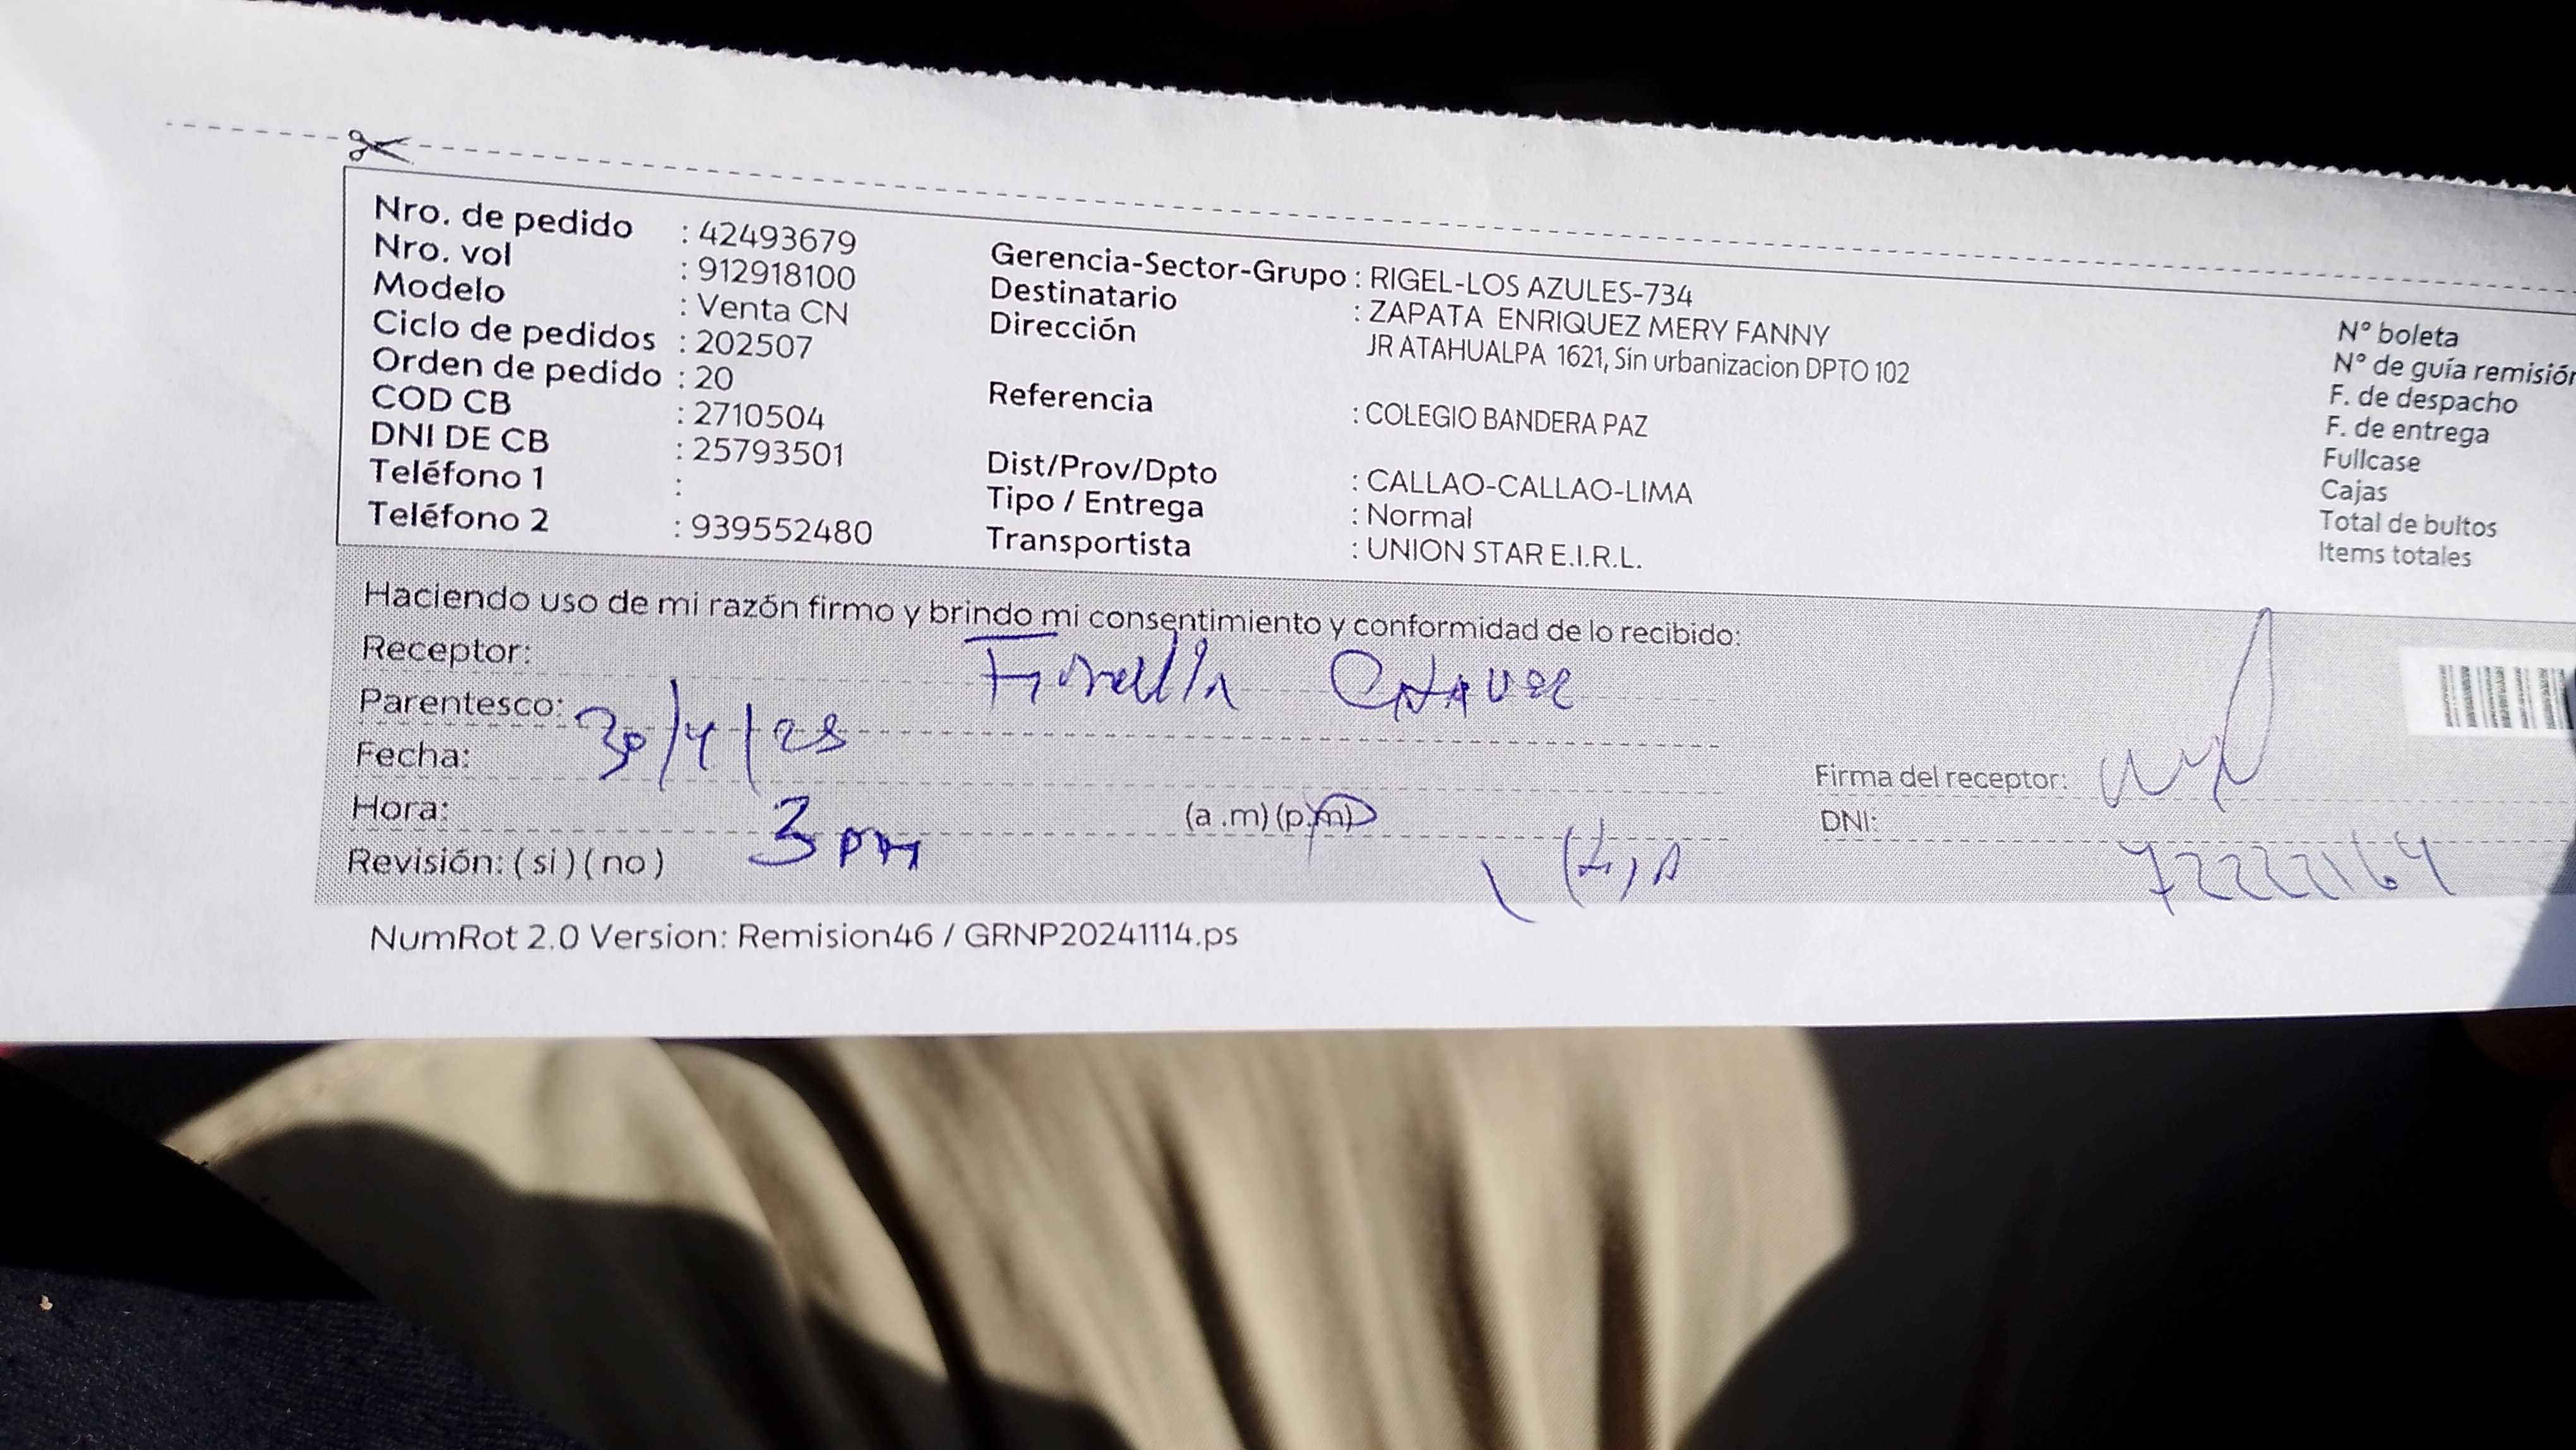 Nro. de pedido : 42493679
Nro. vol : 912918100
Modelo : Venta CN
Ciclo de pedidos : 202507
Orden de pedido : 20
COD CB : 2710504
DNI DE CB : 25793501
Teléfono 1 :
Teléfono 2 : 939552480
Gerencia-Sector-Grupo : RIGEL-LOS AZULES-734
Destinatario : ZAPATA ENRIQUEZ MERY FANNY
Dirección JR ATAHUALPA 1621, Sin urbanizacion DPTO 102
Referencia : COLEGIO BANDERA PAZ
Dist/Prov/Dpto : CALLAO-CALLAO-LIMA
Tipo / Entrega : Normal
Transportista : UNION STAR E.I.R.L.
N° boleta
N° de guía remisión
F. de despacho
F. de entrega
Fullcase
Cajas
Total de bultos
Items totales
Haciendo uso de mi razón firmo y brindo mi consentimiento y conformidad de lo recibido:
Receptor: Fiorella
Parentesco:
Fecha: 30/4/25
Hora: 3 pm (a .m) (p.m)
Revisión: ( si ) ( no )
Firma del receptor:
DNI: 72222164
NumRot 2.0 Version: Remision46 / GRNP20241114.ps